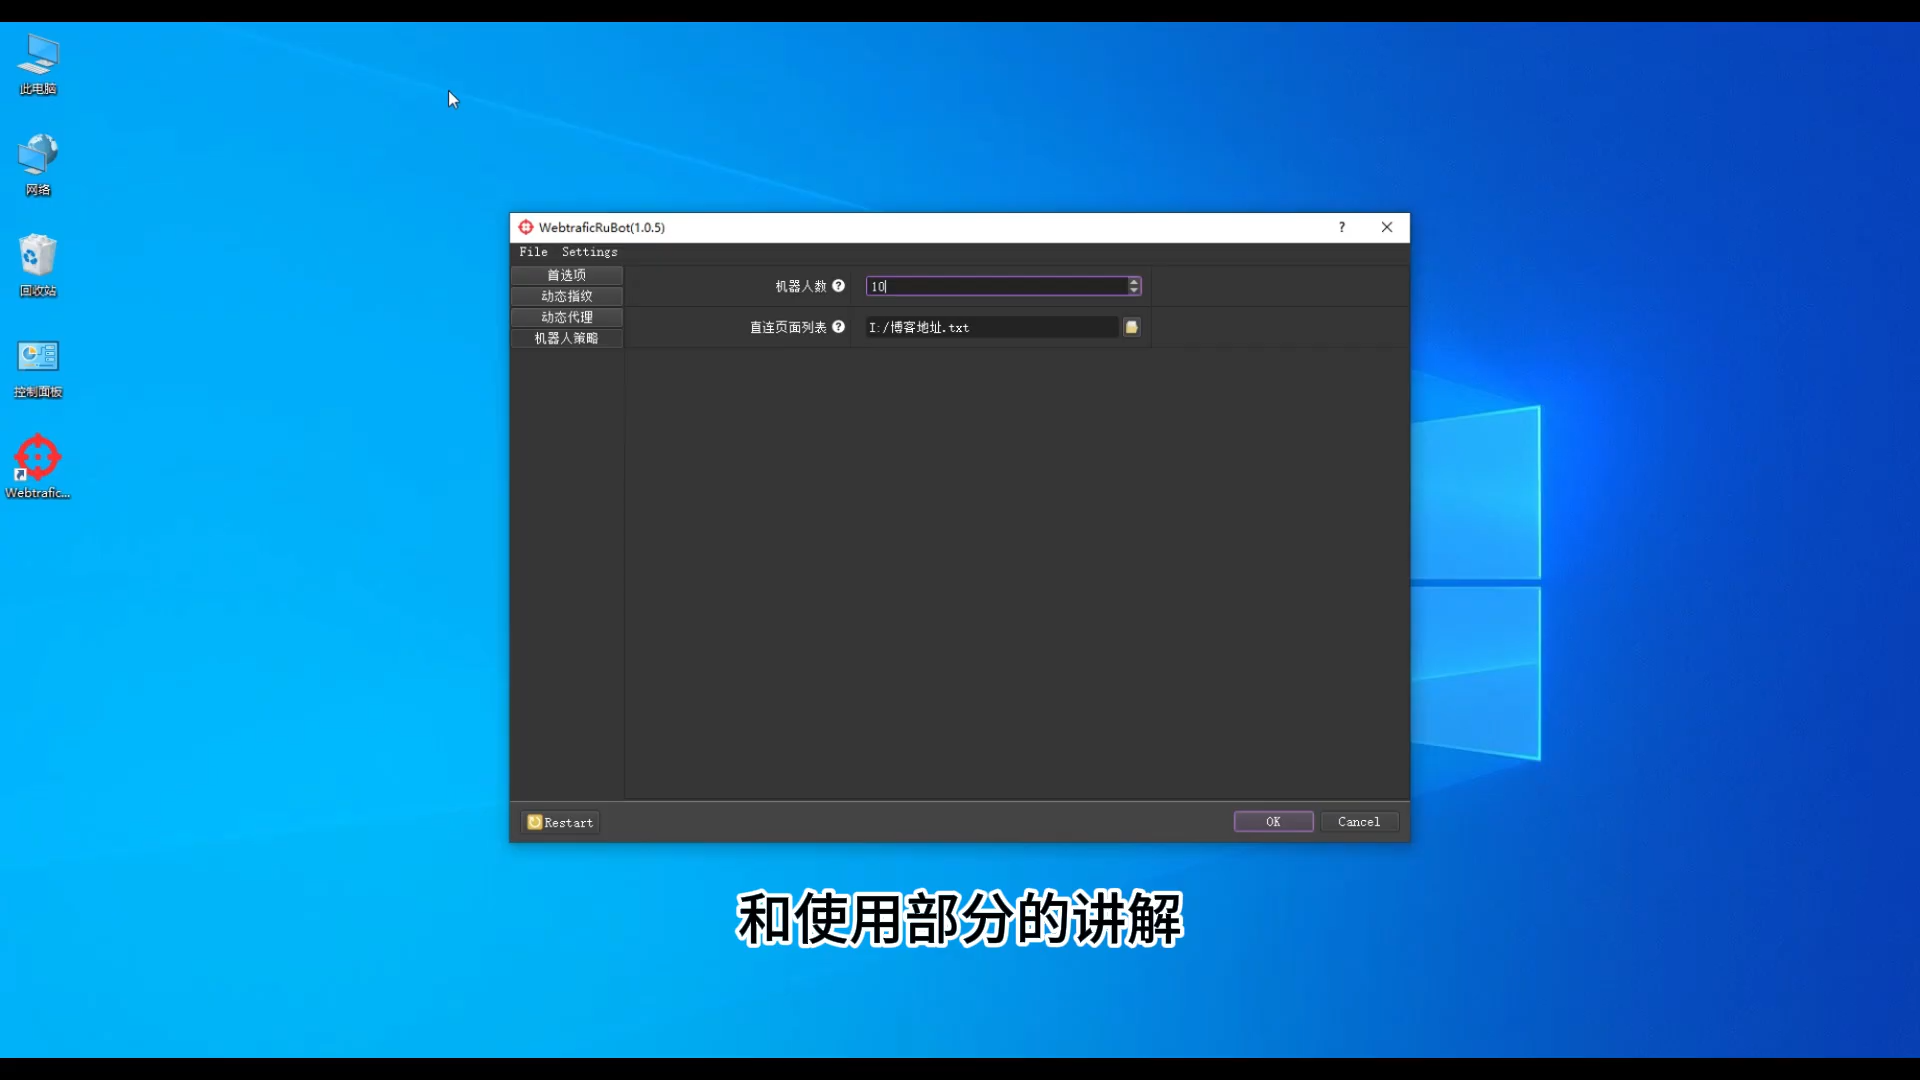 此电脑
网络
回收站
控制面板
Webtrafic...
WebtraficRuBot(1.0.5)
File Settings
首选项
动态指纹
动态代理
机器人策略
机器人数
10
直连页面列表
I:/博客地址.txt
Restart
OK
Cancel
和使用部分的讲解